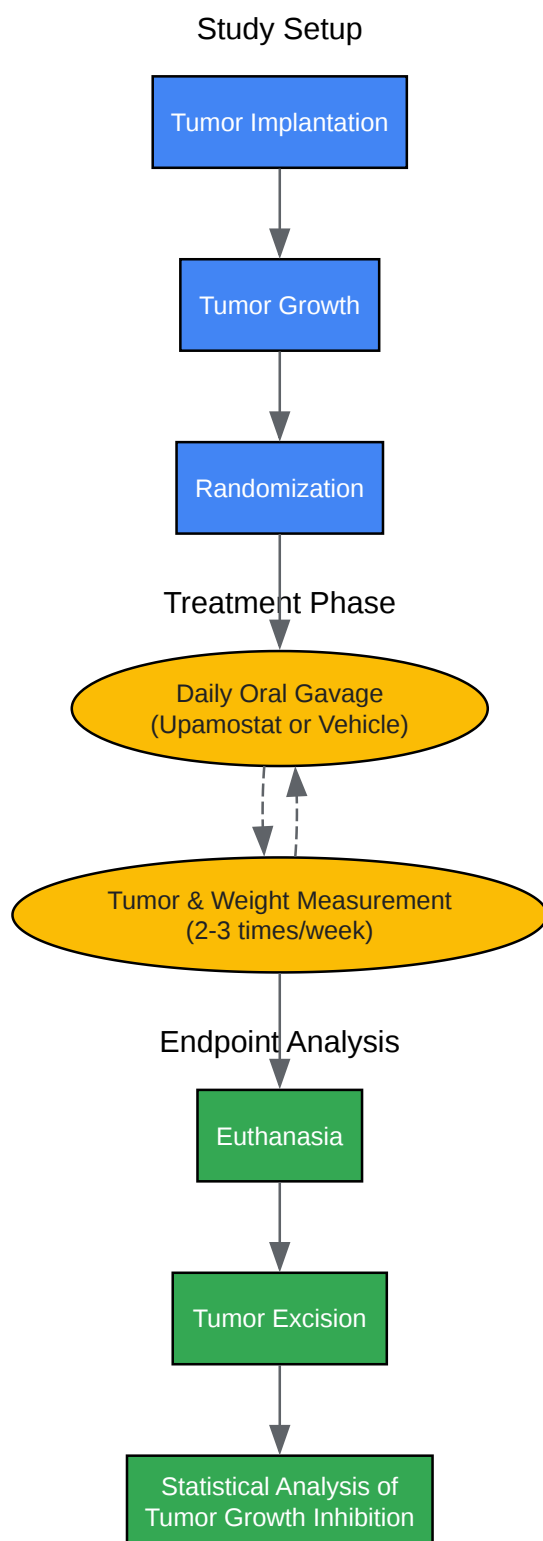 Study Setup
Tumor Implantation
Tumor Growth
Randomization
Treatment Phase
Daily Oral Gavage
(Upamostat or Vehicle)
Tumor & Weight Measurement
(2-3 times/week)
Endpoint Analysis
Euthanasia
Tumor Excision
Statistical Analysis of
Tumor Growth Inhibition